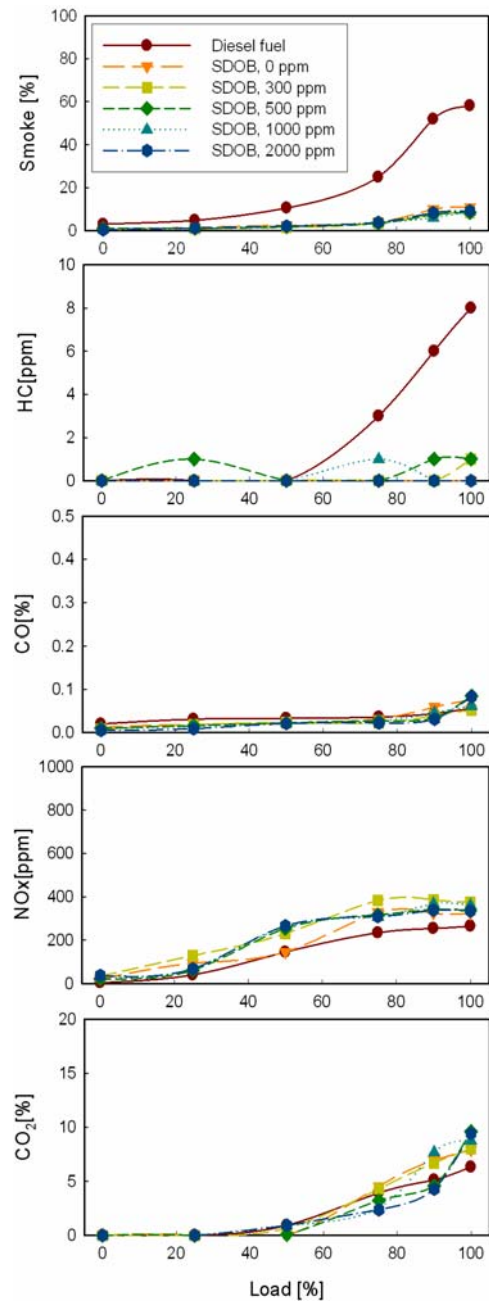 100
80
60
40
20
0
Smoke [%]
Diesel fuel
SDOB, 0 ppm
SDOB, 300 ppm
SDOB, 500 ppm
SDOB, 1000 ppm
SDOB, 2000 ppm
0 20 40 60 80 100
10
8
6
4
2
0
HC[ppm]
0 20 40 60 80 100
0.5
0.4
0.3
0.2
0.1
0.0
CO[%]
0 20 40 60 80 100
1000
800
600
400
200
0
NOx[ppm]
0 20 40 60 80 100
20
15
10
5
0
CO₂[%]
0 20 40 60 80 100
Load [%]